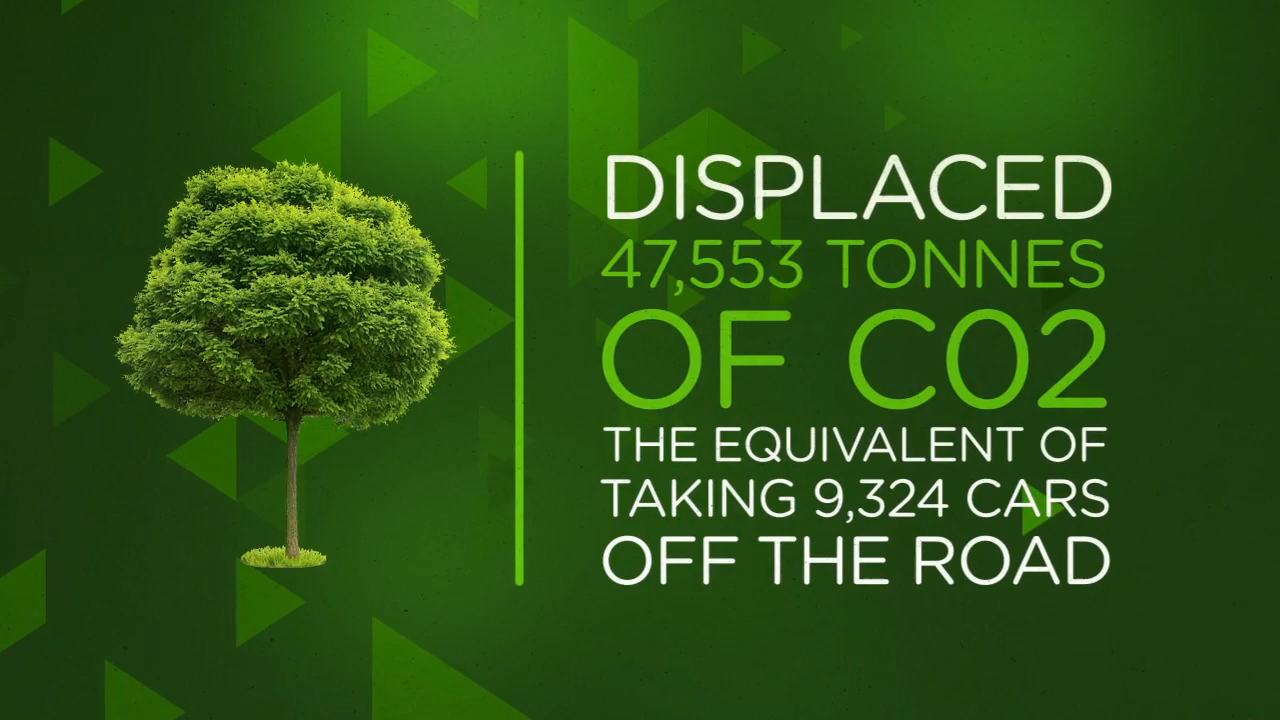 DISPLACED
47,553 TONNES
OF C02
THE EQUIVALENT OF
TAKING 9,324 CARS
OFF THE ROAD